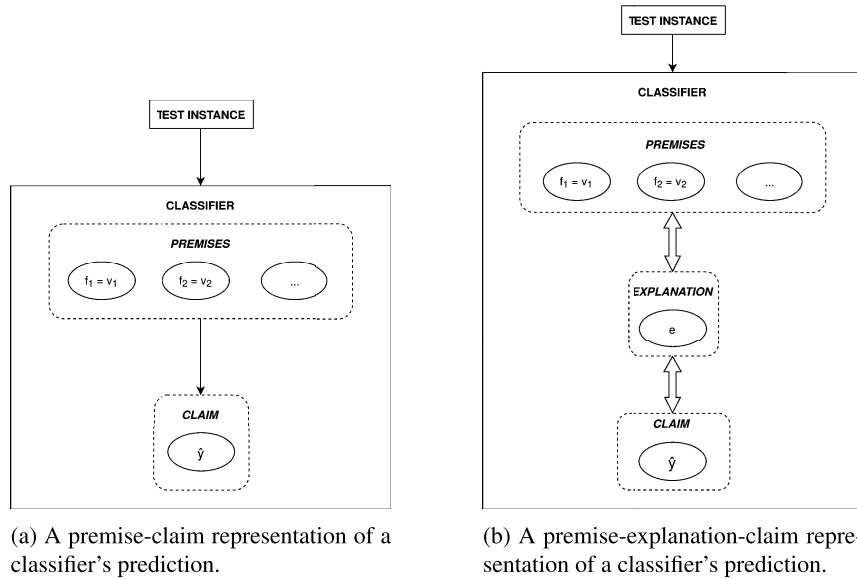 TEST INSTANCE
CLASSIFIER
PREMISES
f₁ = v₁
f₂ = v₂
...
CLAIM
ŷ
(a) A premise-claim representation of a
classifier's prediction.
TEST INSTANCE
CLASSIFIER
PREMISES
f₁ = v₁
f₂ = v₂
...
EXPLANATION
e
CLAIM
ŷ
(b) A premise-explanation-claim repre-
sentation of a classifier's prediction.